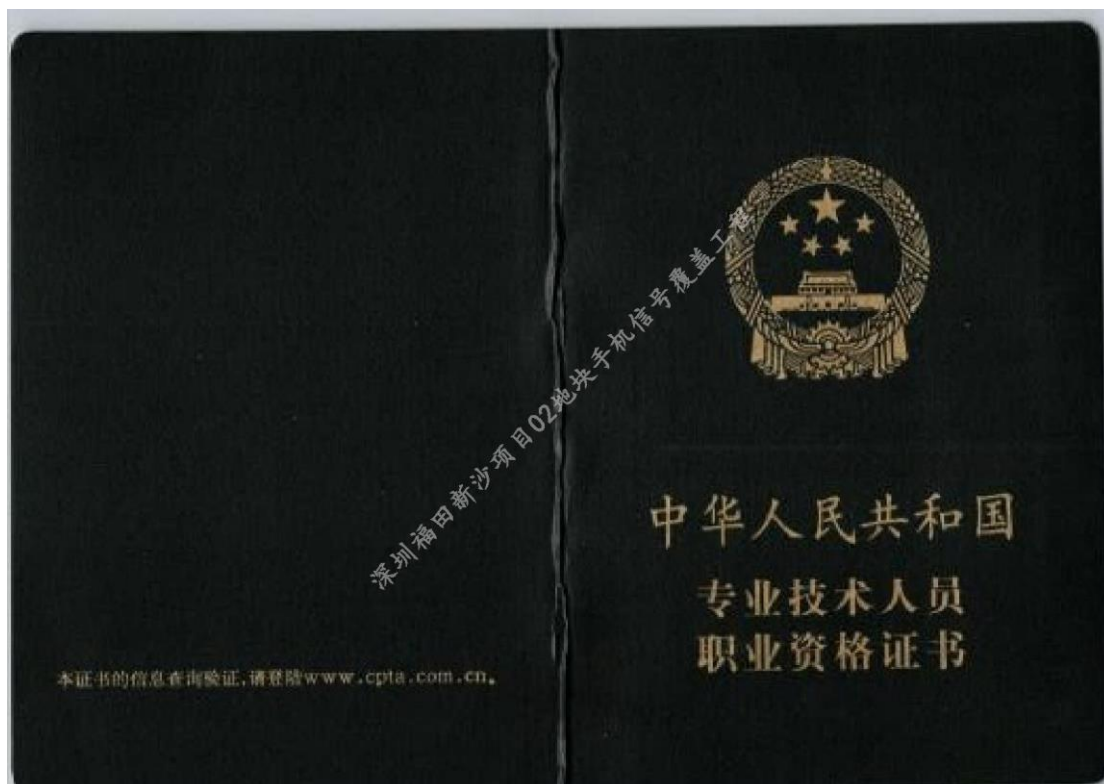 本证书的信息查询验证,请登陆www.cpta.com.cn。
深圳福田新沙项目02地块手机信号覆盖工程
中华人民共和国
专业技术人员
职业资格证书